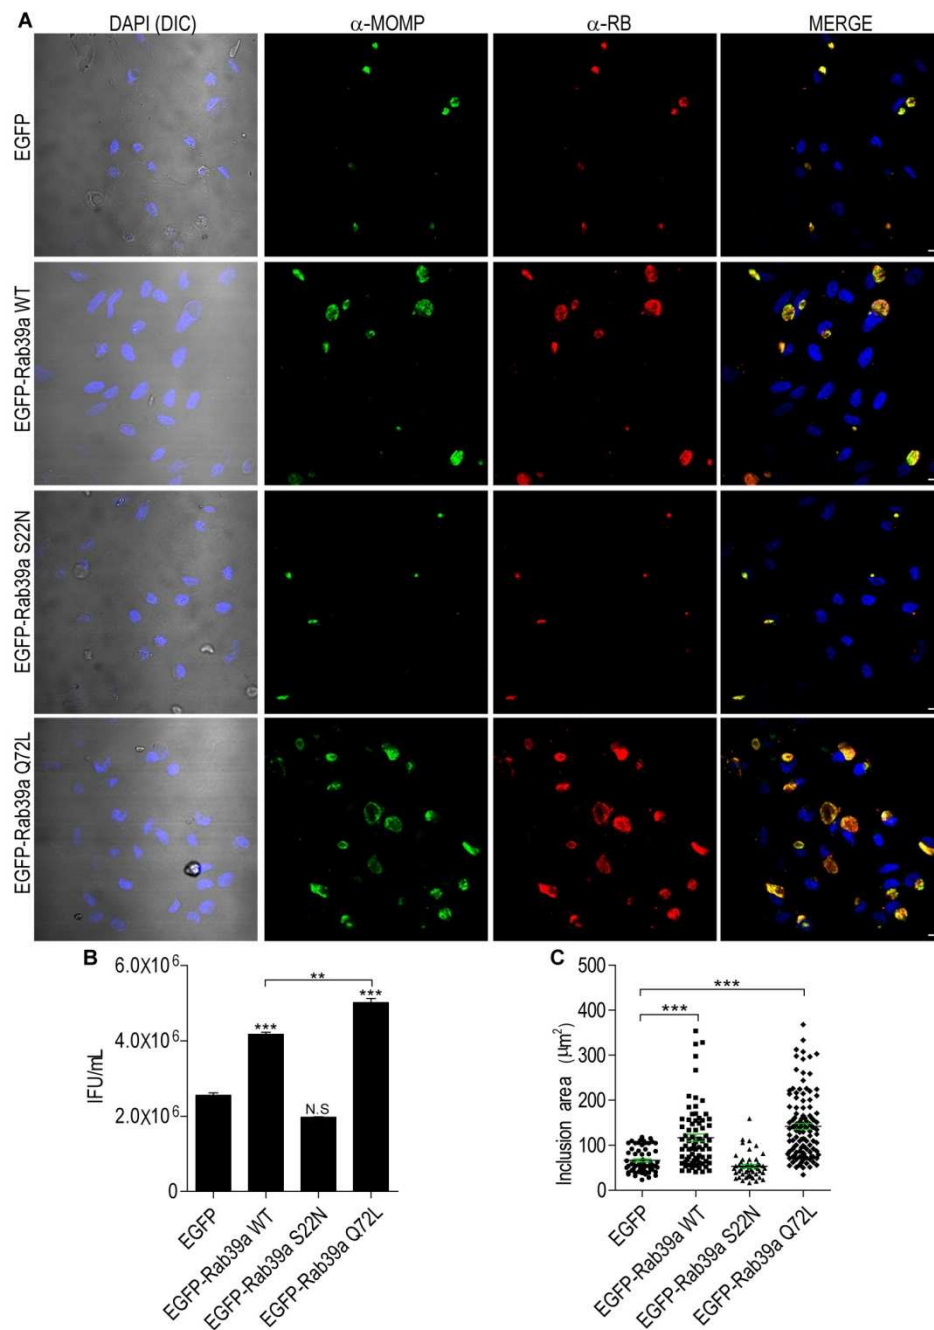 A
DAPI (DIC) α-MOMP α-RB MERGE
EGFP
EGFP-Rab39a WT
EGFP-Rab39a S22N
EGFP-Rab39a Q72L
B
6.0X10⁶
4.0X10⁶
2.0X10⁶
0
IFU/mL
**
***
N.S
***
EGFP
EGFP-Rab39a WT
EGFP-Rab39a S22N
EGFP-Rab39a Q72L
C
500
400
300
200
100
0
Inclusion area (µm²)
***
***
EGFP
EGFP-Rab39a WT
EGFP-Rab39a S22N
EGFP-Rab39a Q72L